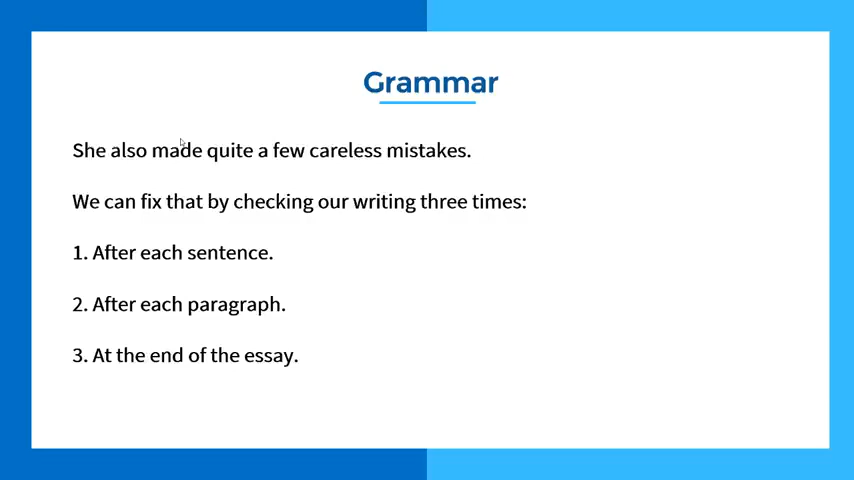 Grammar
She also made quite a few careless mistakes.
We can fix that by checking our writing three times:
1. After each sentence.
2. After each paragraph.
3. At the end of the essay.